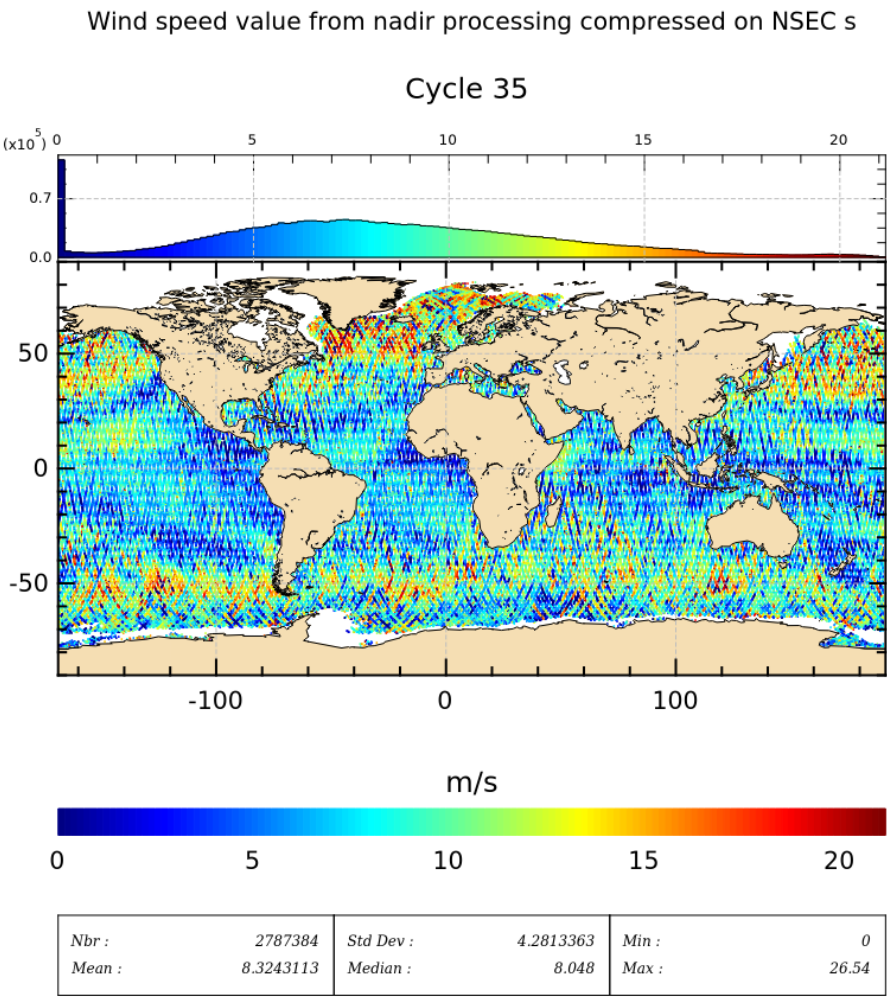 Wind speed value from nadir processing compressed on NSEC s
Cycle 35
(x10^5) 0 5 10 15 20
0.7
0.0
50
0
-50
-100 0 100
m/s
0 5 10 15 20
Nbr : 2787384 Std Dev : 4.2813363 Min : 0
Mean : 8.3243113 Median : 8.048 Max : 26.54